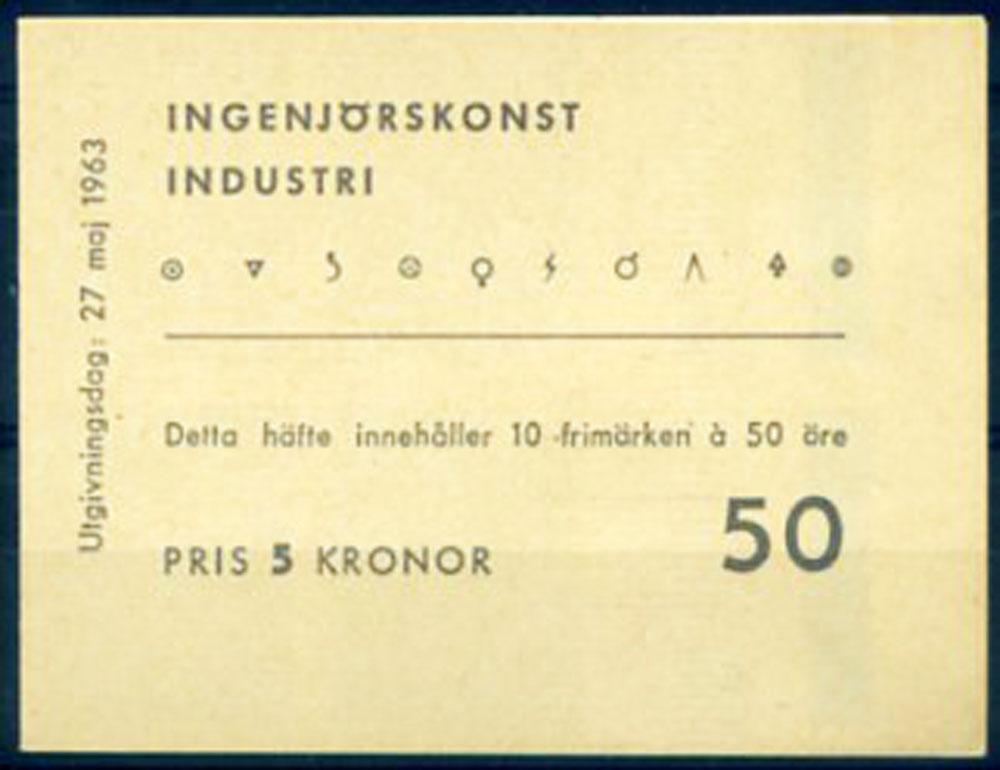 INGENJÖRSKONST
INDUSTRI
Detta häfte innehåller 10 frimärken à 50 öre
PRIS 5 KRONOR
50
Utgivningsdag: 27 maj 1963